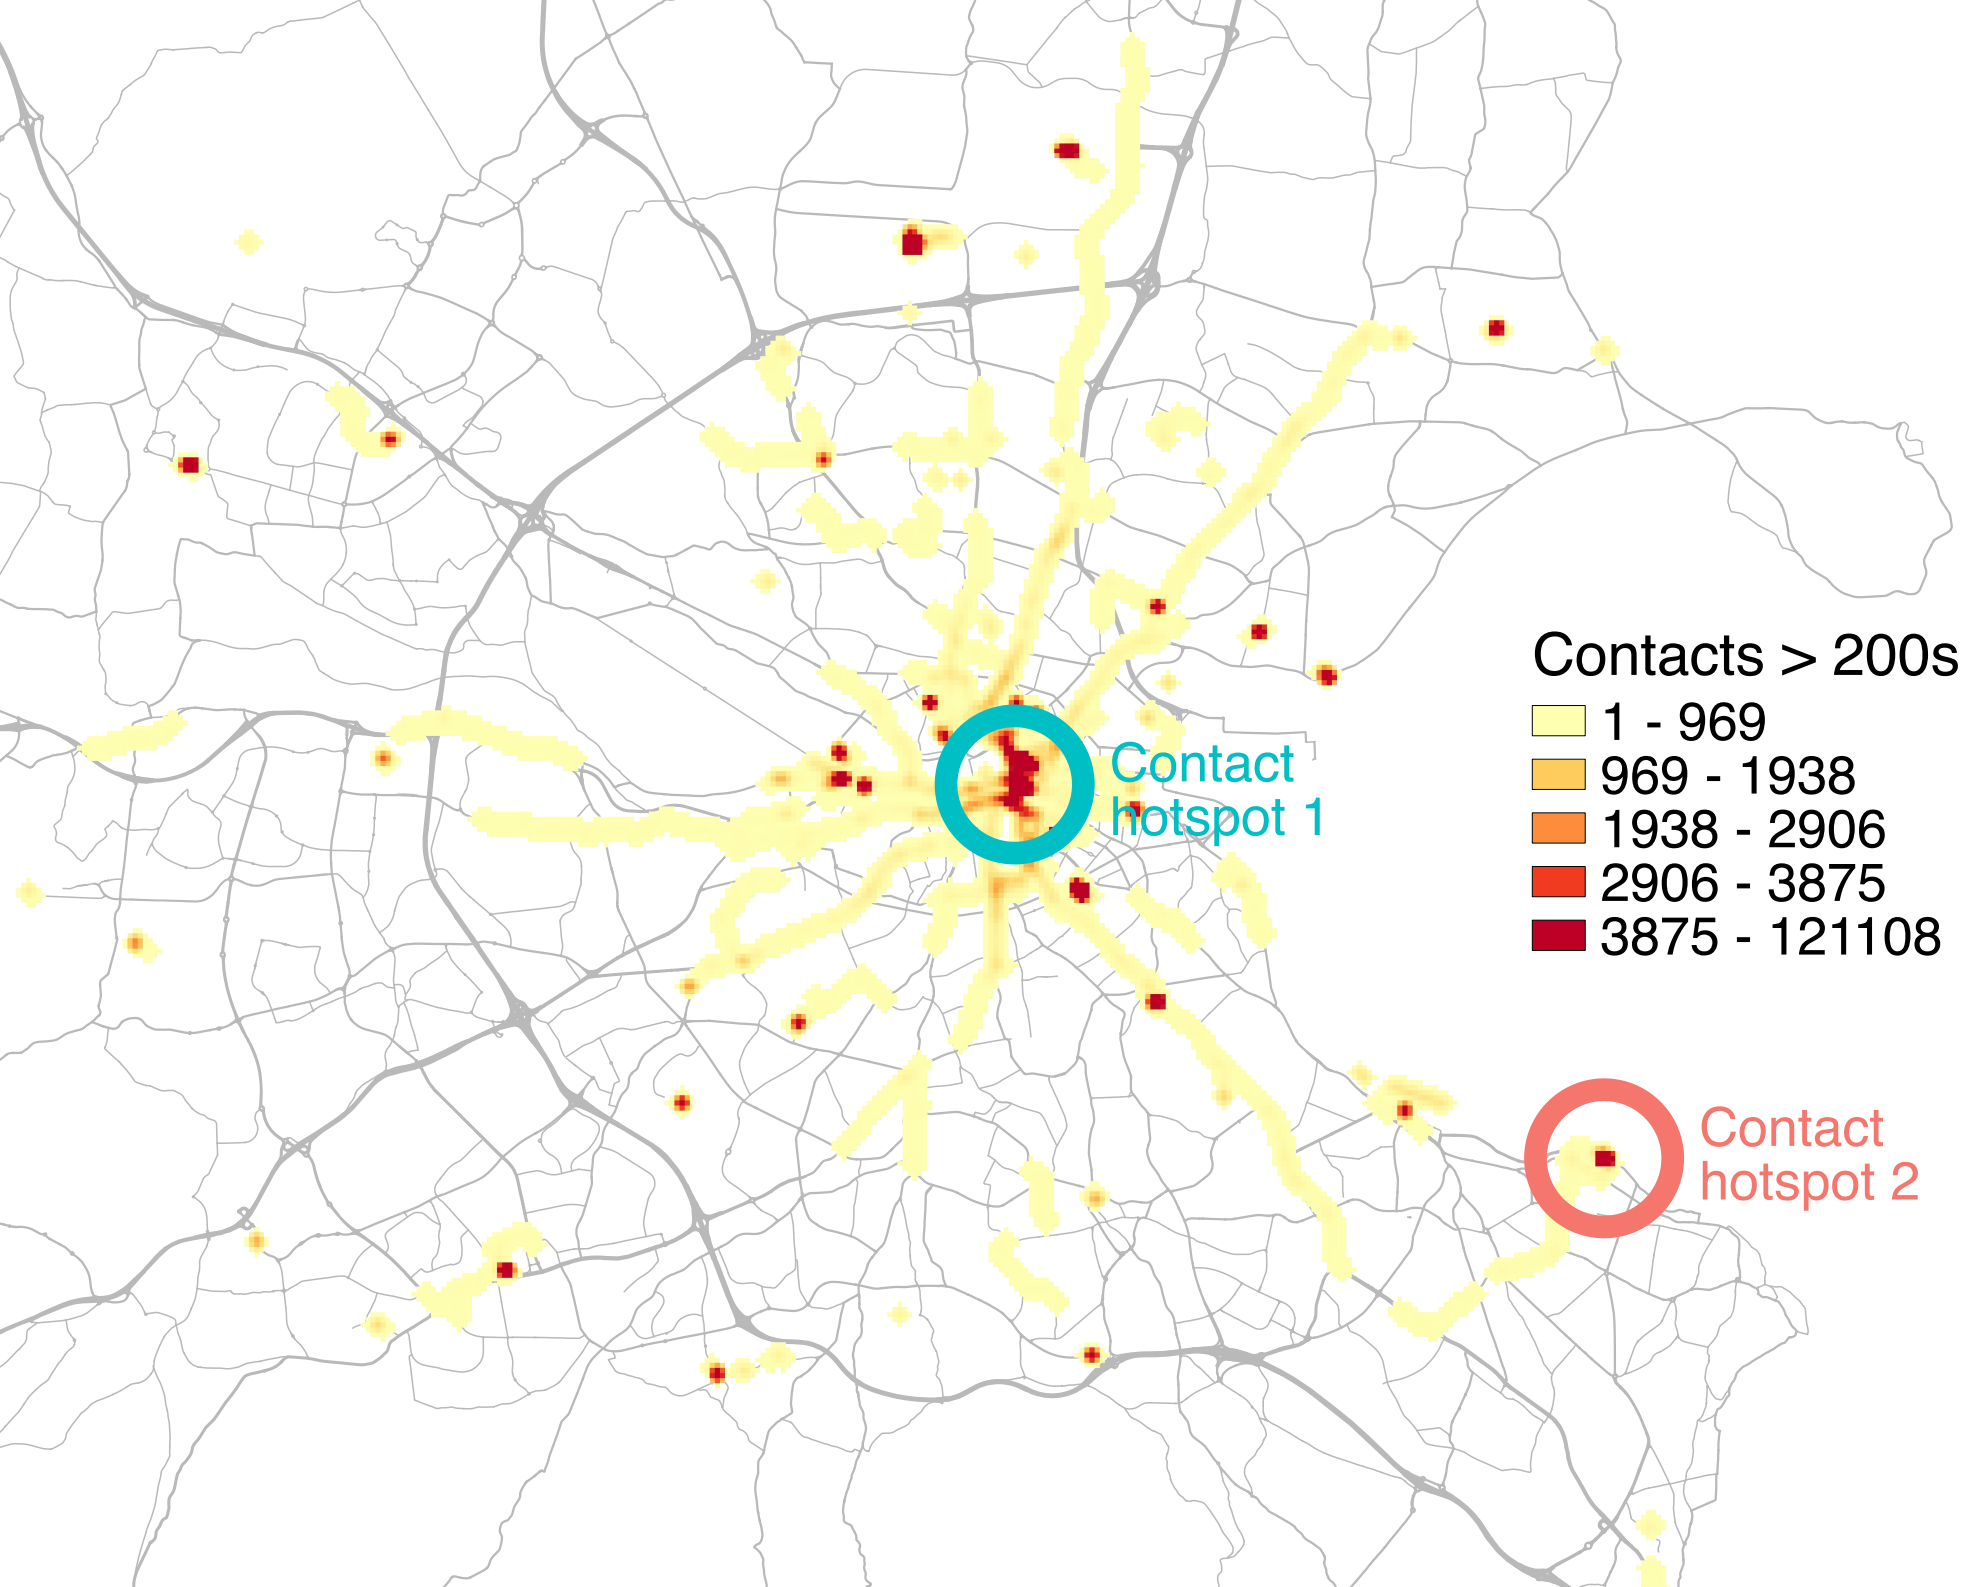 Contact
hotspot 1
Contacts > 200s
1 - 969
969 - 1938
1938 - 2906
2906 - 3875
3875 - 121108
Contact
hotspot 2